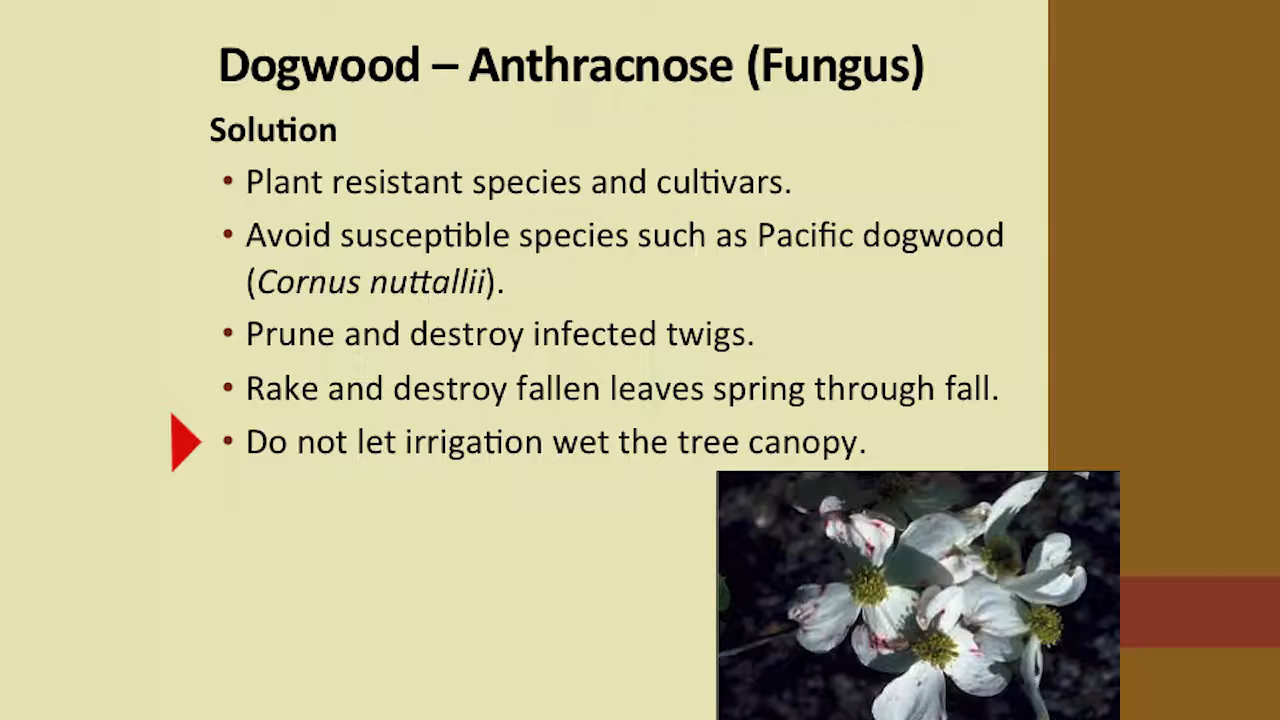 Dogwood – Anthracnose (Fungus)
Solution
• Plant resistant species and cultivars.
• Avoid susceptible species such as Pacific dogwood
(Cornus nuttallii).
• Prune and destroy infected twigs.
• Rake and destroy fallen leaves spring through fall.
• Do not let irrigation wet the tree canopy.